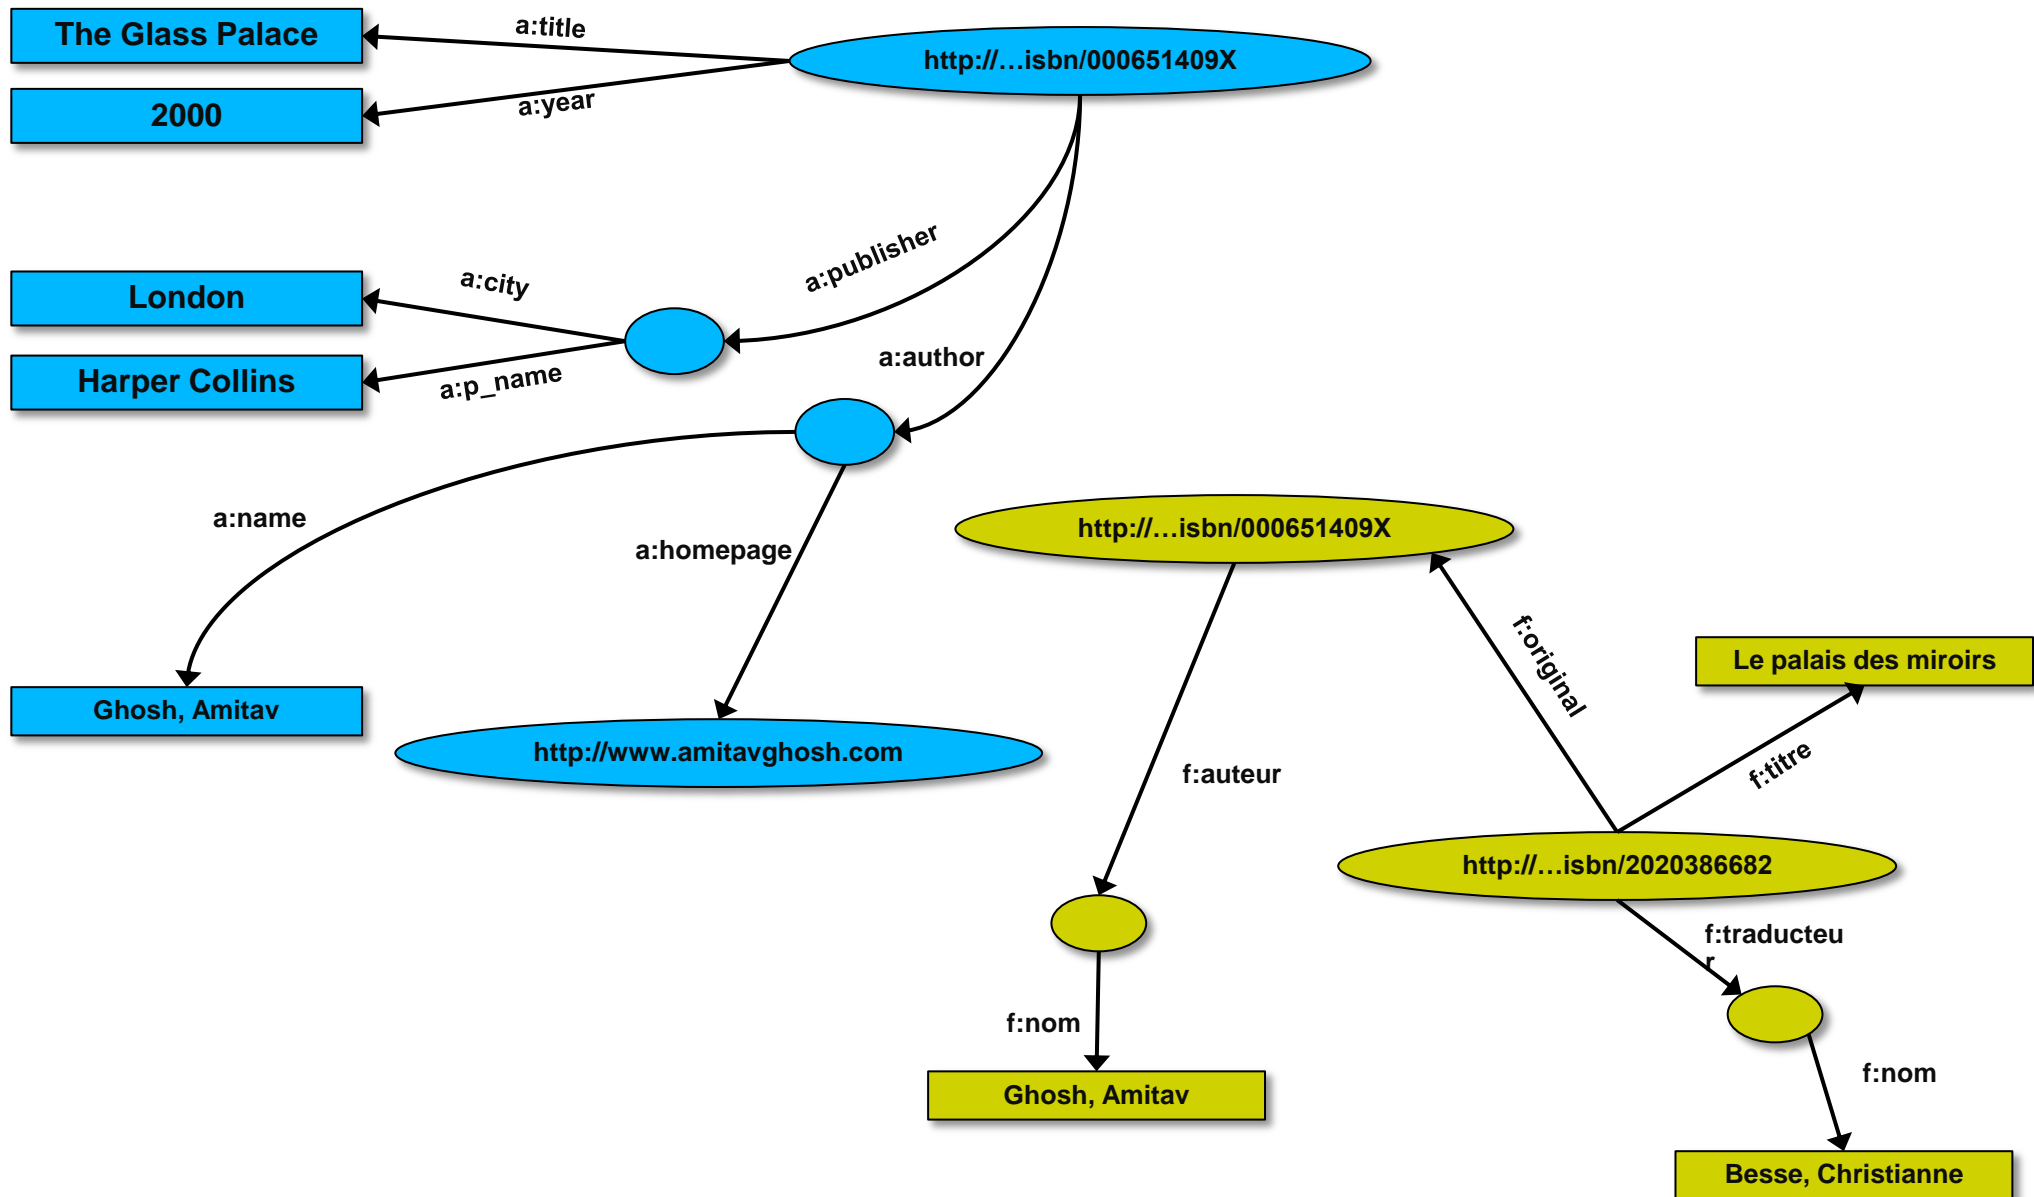 The Glass Palace
a:title
http://…isbn/000651409X
2000
a:year
a:publisher
London
a:city
Harper Collins
a:p_name
a:author
a:name
a:homepage
http://…isbn/000651409X
f:original
Le palais des miroirs
Ghosh, Amitav
http://www.amitavghosh.com
f:auteur
f:titre
http://…isbn/2020386682
f:traducteu
r
f:nom
f:nom
Ghosh, Amitav
Besse, Christianne